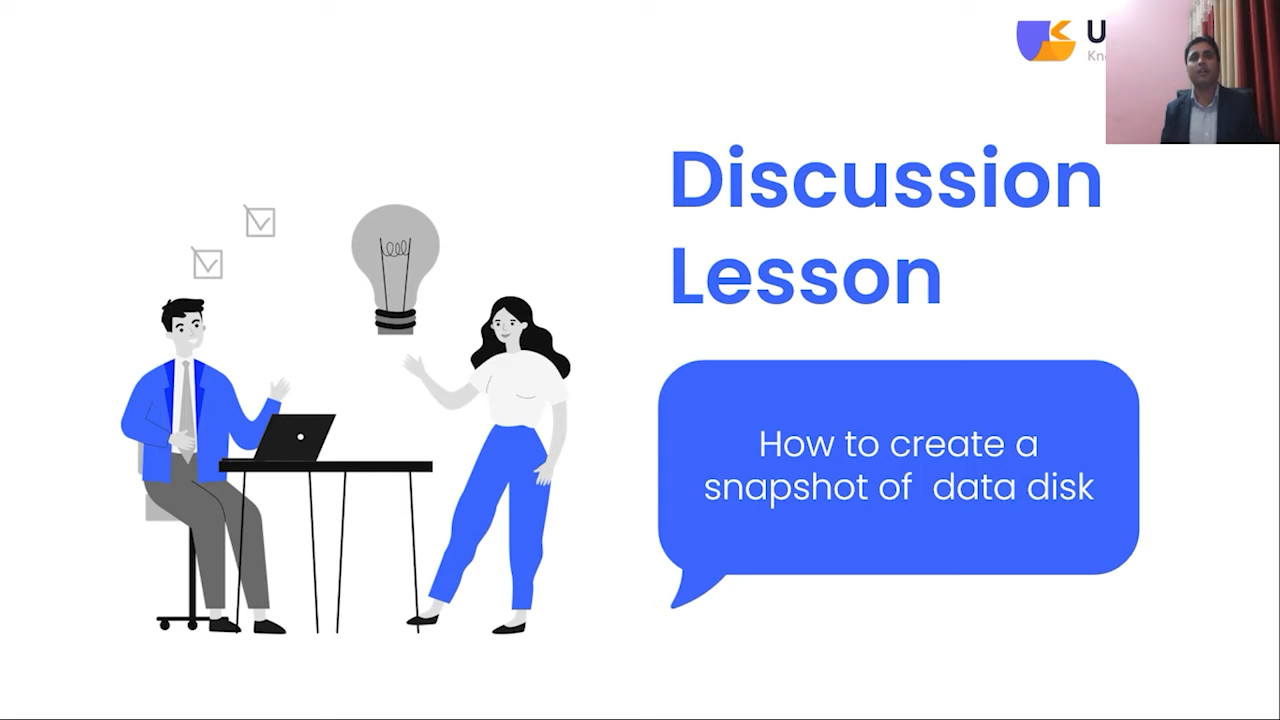 Discussion
Lesson
How to create a
snapshot of data disk